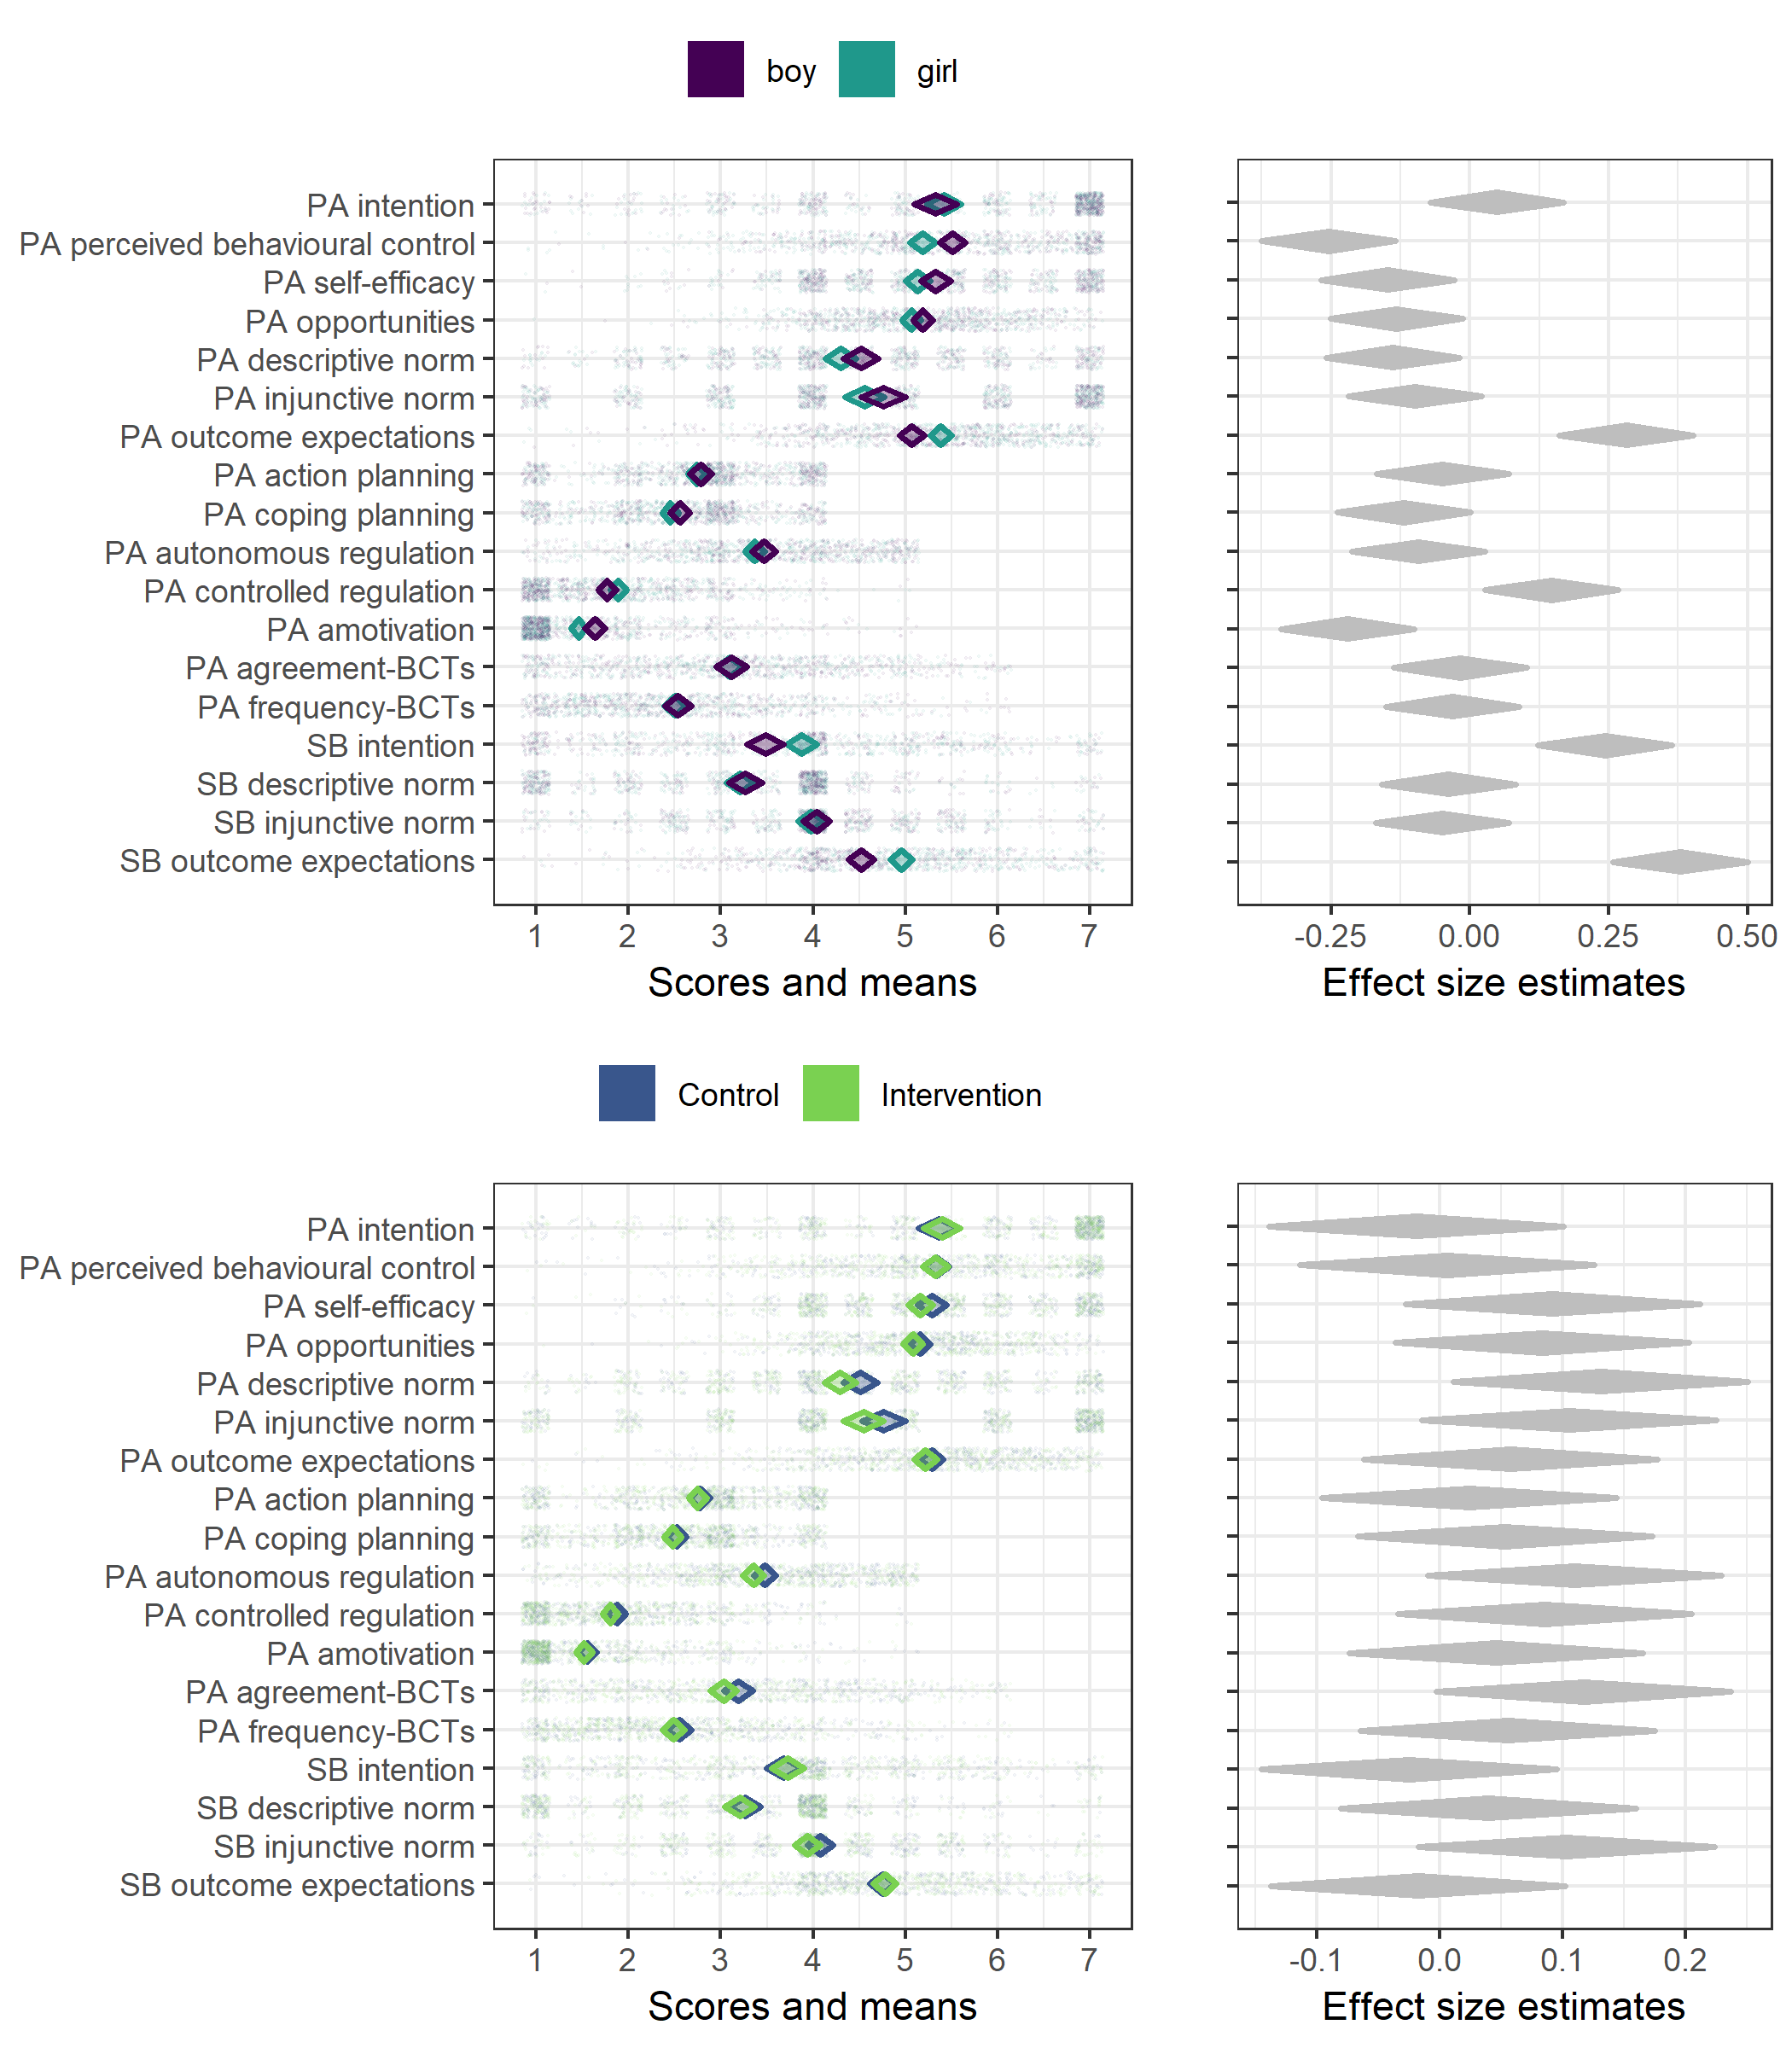 boy girl
PA intention
PA perceived behavioural control
PA self-efficacy
PA opportunities
PA descriptive norm
PA injunctive norm
PA outcome expectations
PA action planning
PA coping planning
PA autonomous regulation
PA controlled regulation
PA amotivation
PA agreement-BCTs
PA frequency-BCTs
SB intention
SB descriptive norm
SB injunctive norm
SB outcome expectations
1 2 3 4 5 6 7
Scores and means
-0.25 0.00 0.25 0.50
Effect size estimates
Control Intervention
PA intention
PA perceived behavioural control
PA self-efficacy
PA opportunities
PA descriptive norm
PA injunctive norm
PA outcome expectations
PA action planning
PA coping planning
PA autonomous regulation
PA controlled regulation
PA amotivation
PA agreement-BCTs
PA frequency-BCTs
SB intention
SB descriptive norm
SB injunctive norm
SB outcome expectations
1 2 3 4 5 6 7
Scores and means
-0.1 0.0 0.1 0.2
Effect size estimates